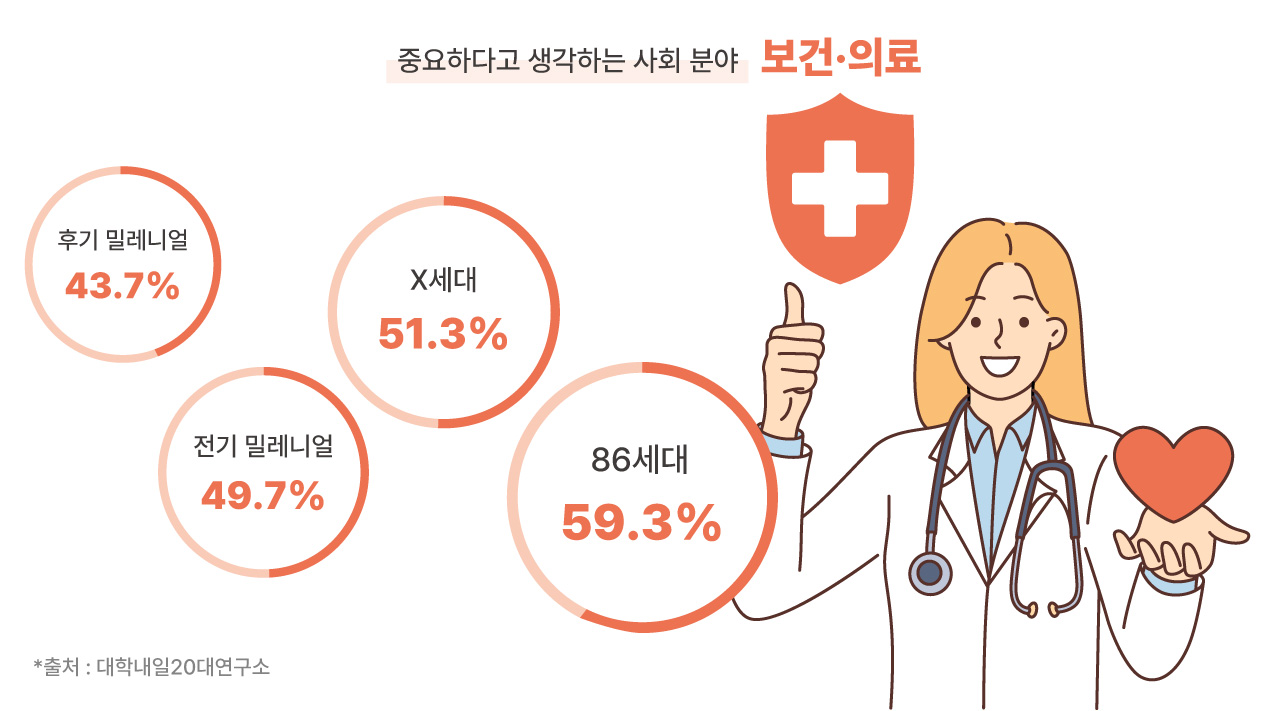 중요하다고 생각하는 사회 분야 보건·의료
후기 밀레니얼
43.7%
전기 밀레니얼
49.7%
X세대
51.3%
86세대
59.3%
*출처 : 대학내일20대연구소